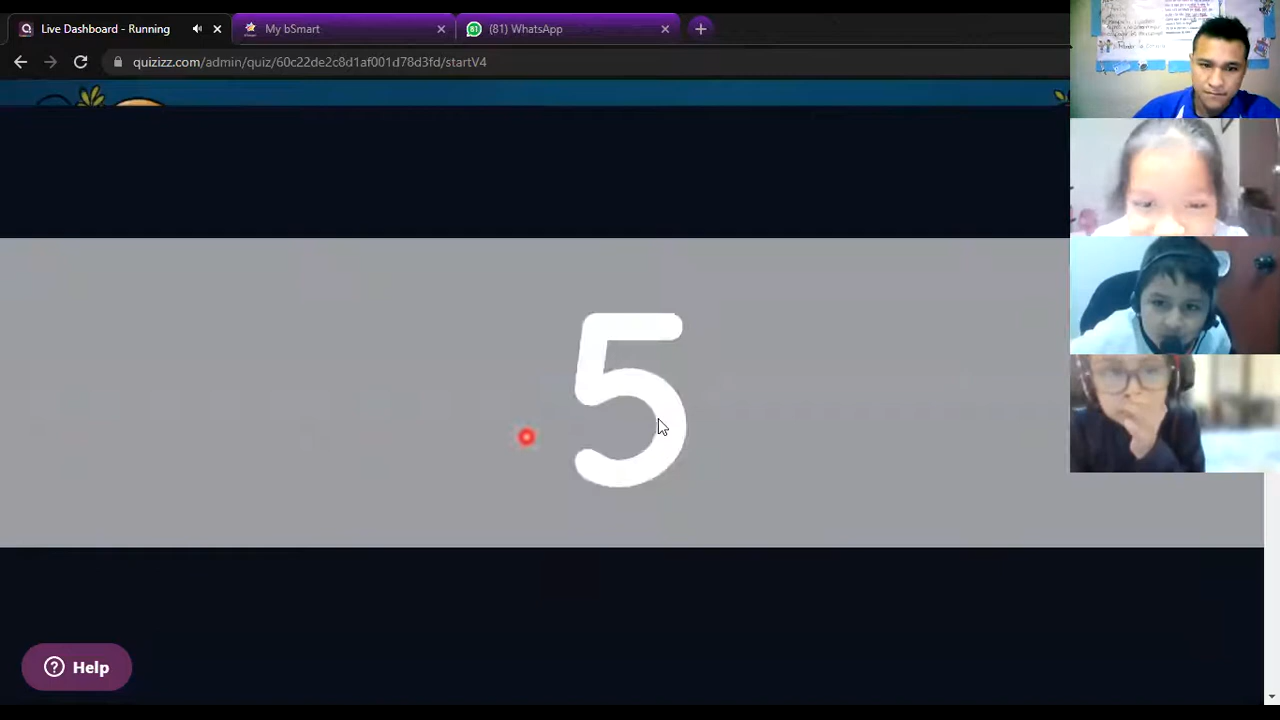 Live Dashboard - Running
My bSmart
(81) WhatsApp
quizizz.com/admin/quiz/60c22de2c8d1af001d78d3fd/startV4
5
Help